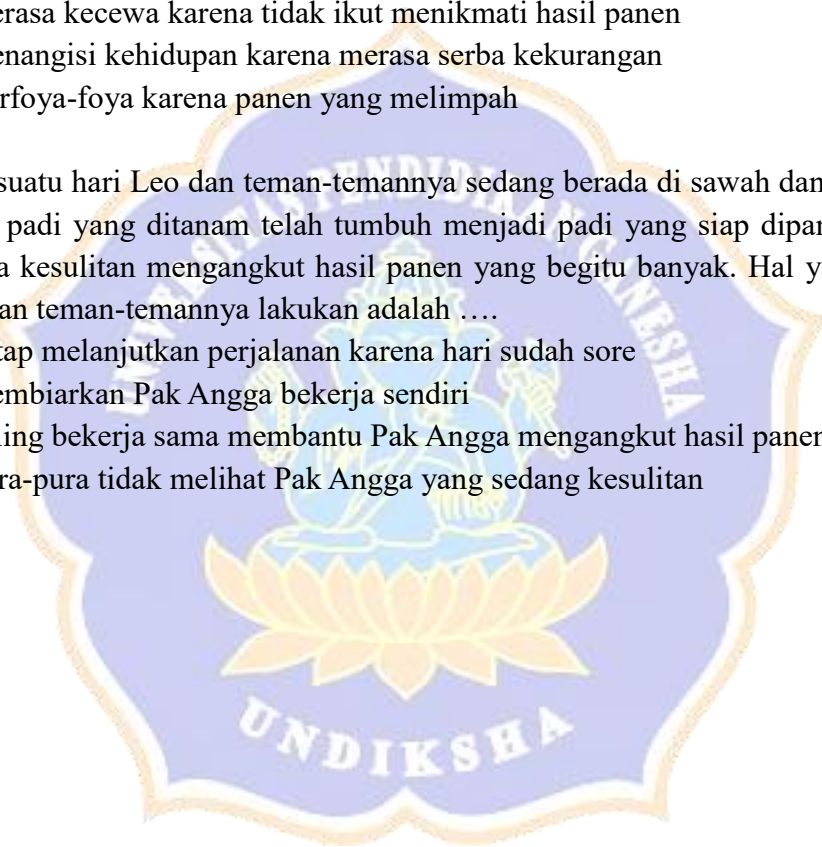 erasa kecewa karena tidak ikut menikmati hasil panen
enangisi kehidupan karena merasa serba kekurangan
rfoya-foya karena panen yang melimpah
suatu hari Leo dan teman-temannya sedang berada di sawah dan
padi yang ditanam telah tumbuh menjadi padi yang siap dipan
a kesulitan mengangkut hasil panen yang begitu banyak. Hal y
an teman-temannya lakukan adalah ….
tap melanjutkan perjalanan karena hari sudah sore
embiarkan Pak Angga bekerja sendiri
ling bekerja sama membantu Pak Angga mengangkut hasil panen
ra-pura tidak melihat Pak Angga yang sedang kesulitan
UNIVERSITAS PENDIDIKAN GANESHA
UNDIKSHA